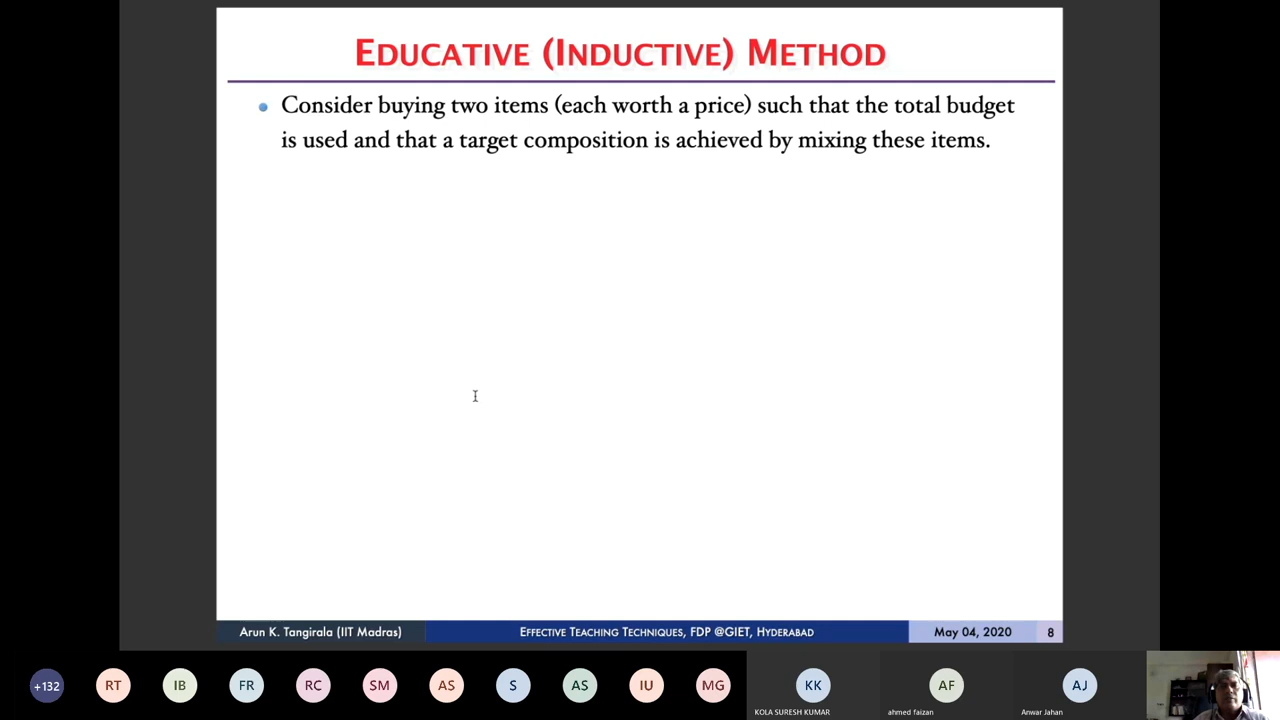 EDUCATIVE (INDUCTIVE) METHOD
Consider buying two items (each worth a price) such that the total budget
is used and that a target composition is achieved by mixing these items.
Arun K. Tangirala (IIT Madras)
EFFECTIVE TEACHING TECHNIQUES, FDP @GIET, HYDERABAD
May 04, 2020
8
+132
RT
IB
FR
RC
SM
AS
S
AS
IU
MG
KK
KOLA SURESH KUMAR
AF
ahmed faizan
AJ
Anwar Jahan